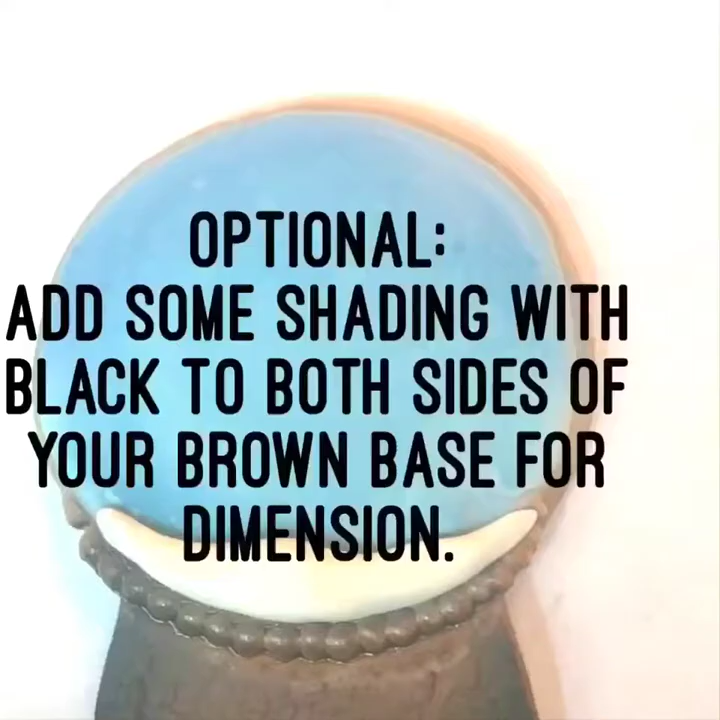 OPTIONAL:
ADD SOME SHADING WITH
BLACK TO BOTH SIDES OF
YOUR BROWN BASE FOR
DIMENSION.